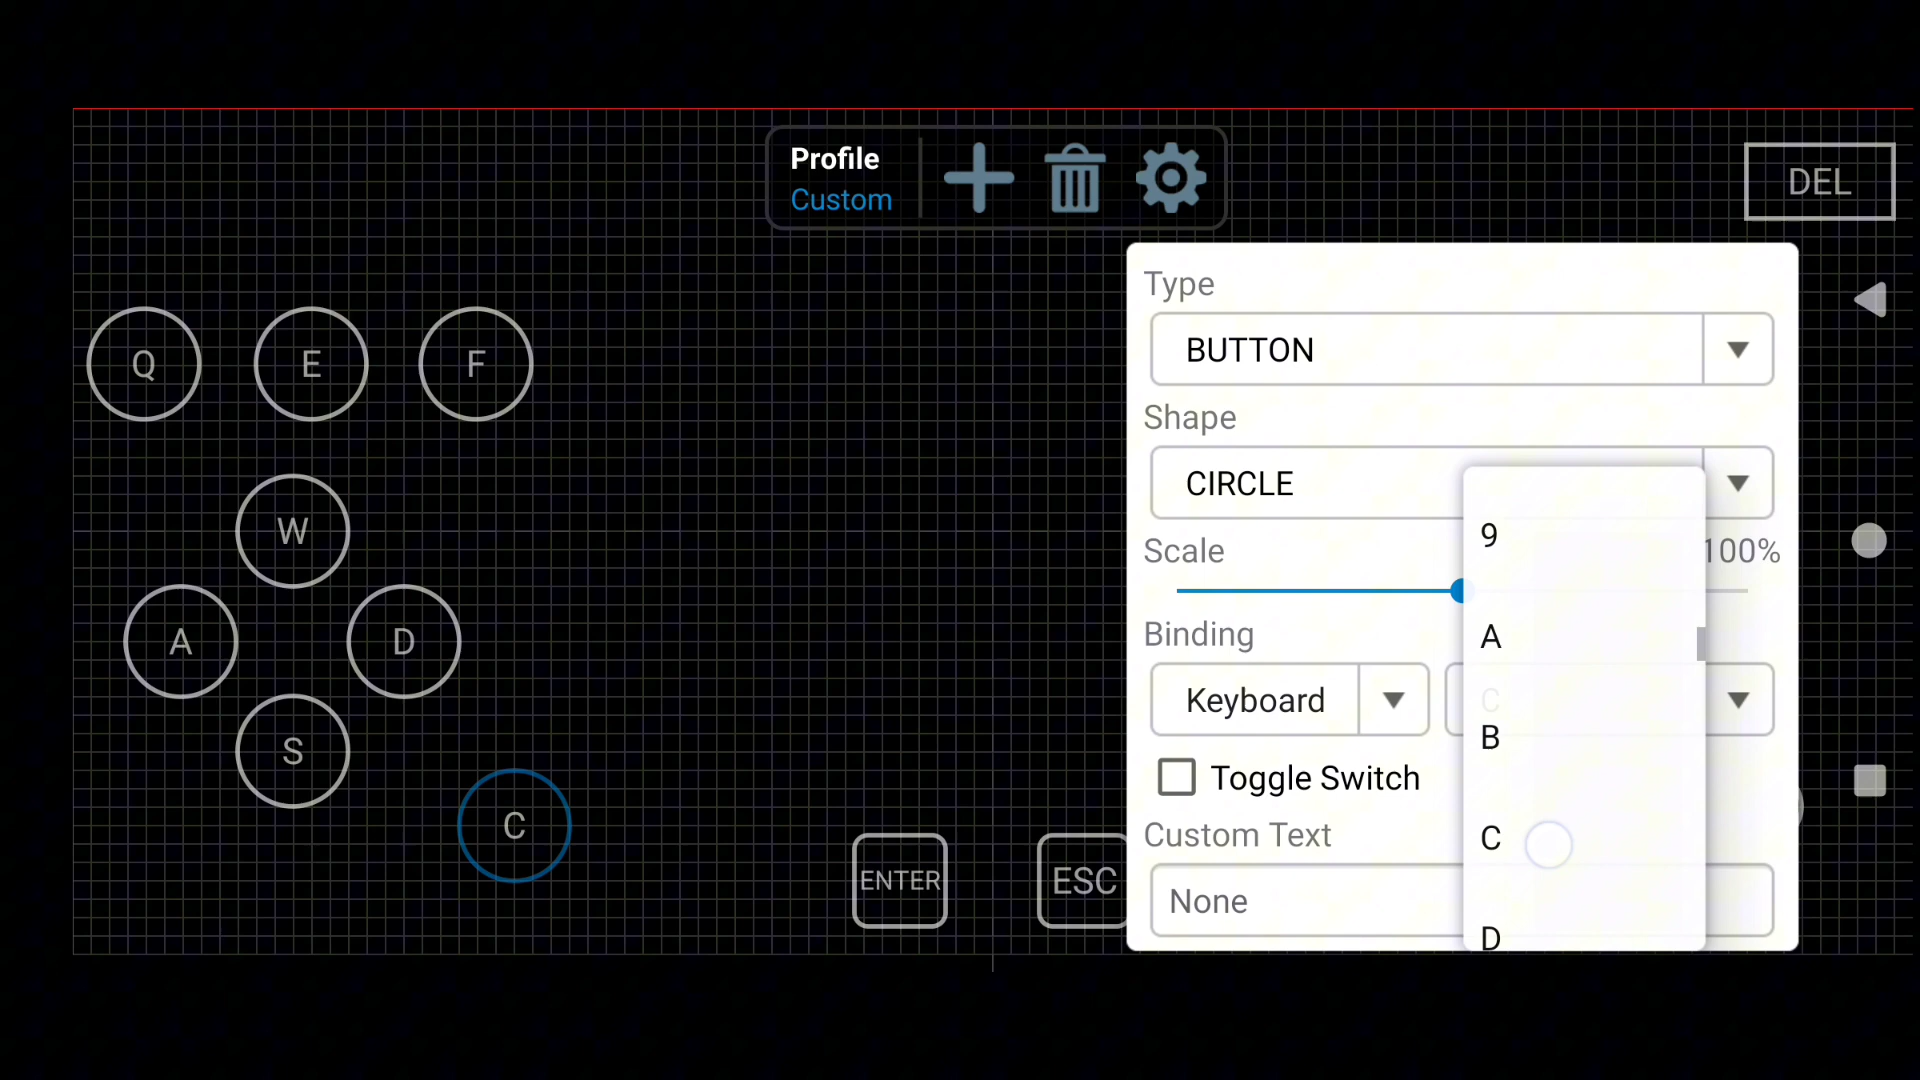 Profile
Custom
DEL
Type
BUTTON
Q
E
F
Shape
CIRCLE
W
9
Scale
100%
A
D
Binding
A
Keyboard
C
B
S
Toggle Switch
C
Custom Text
C
ENTER
ESC
None
D